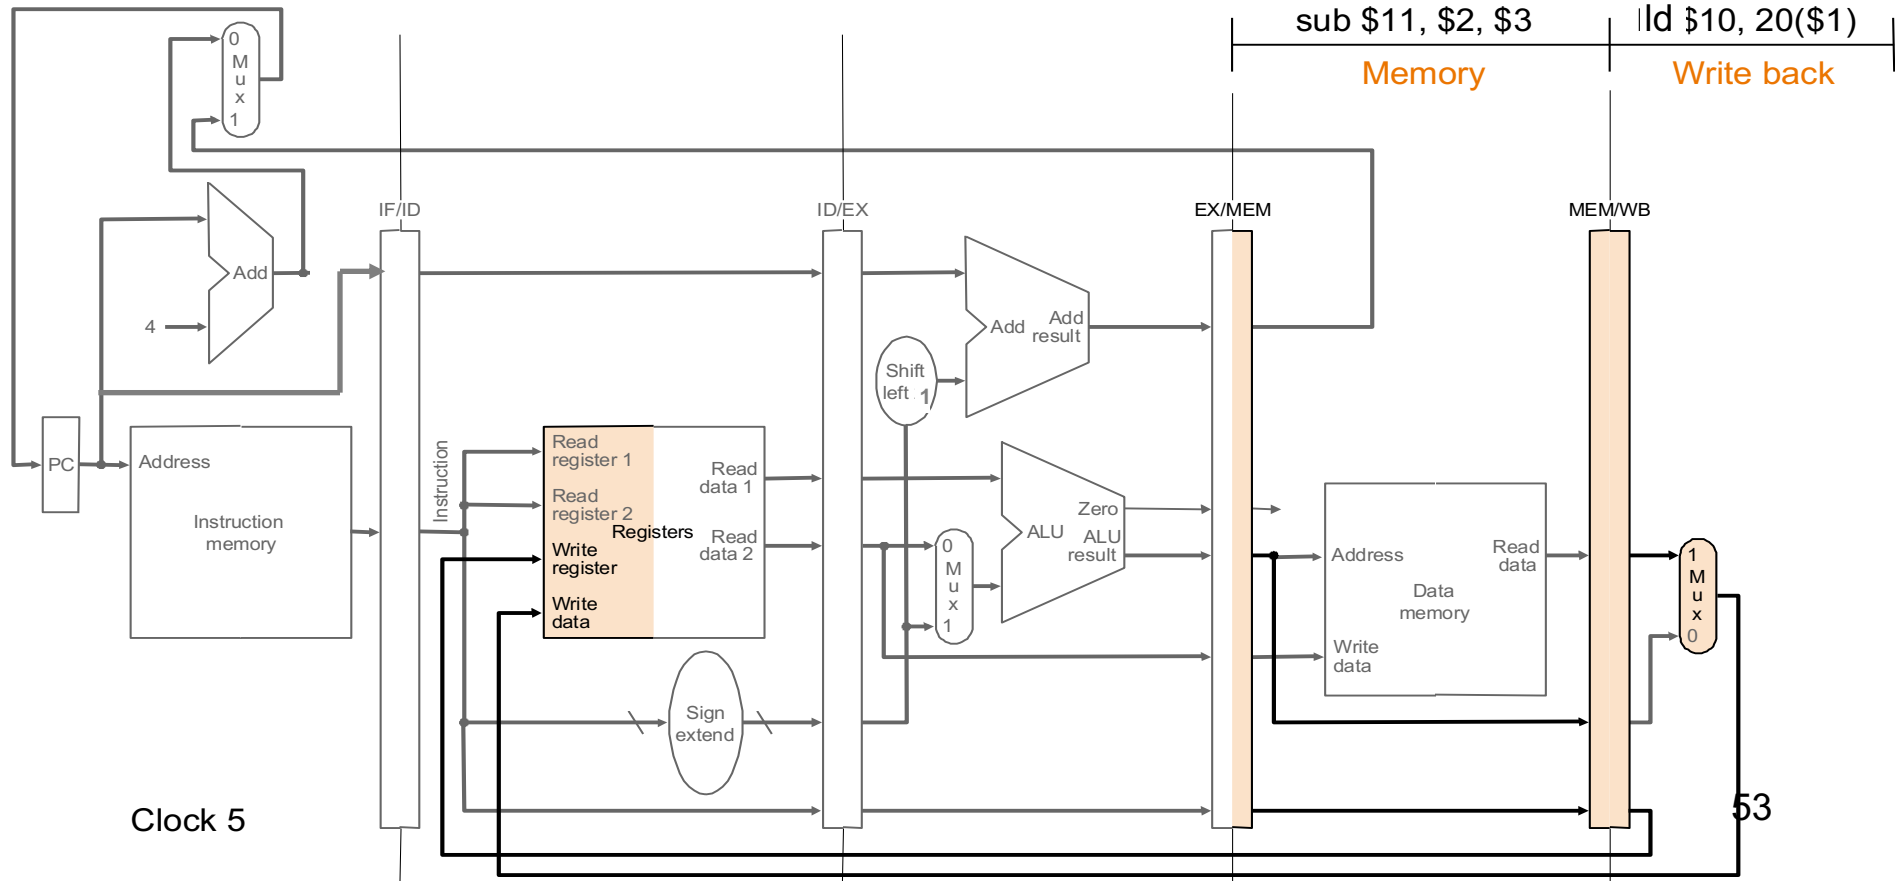 sub $11, $2, $3
ld $10, 20($1)
Memory
Write back
0
M
u
x
1
IF/ID
ID/EX
EX/MEM
MEM/WB
Add
4
Add
Add
result
Shift
left 1
PC
Address
Instruction
memory
Instruction
Read
register 1
Read
register 2
Write
register
Write
data
Registers
Read
data 1
Read
data 2
0
M
u
x
1
Zero
ALU
ALU
result
Address
Read
data
Data
memory
Write
data
1
M
u
x
0
Sign
extend
Clock 5
53